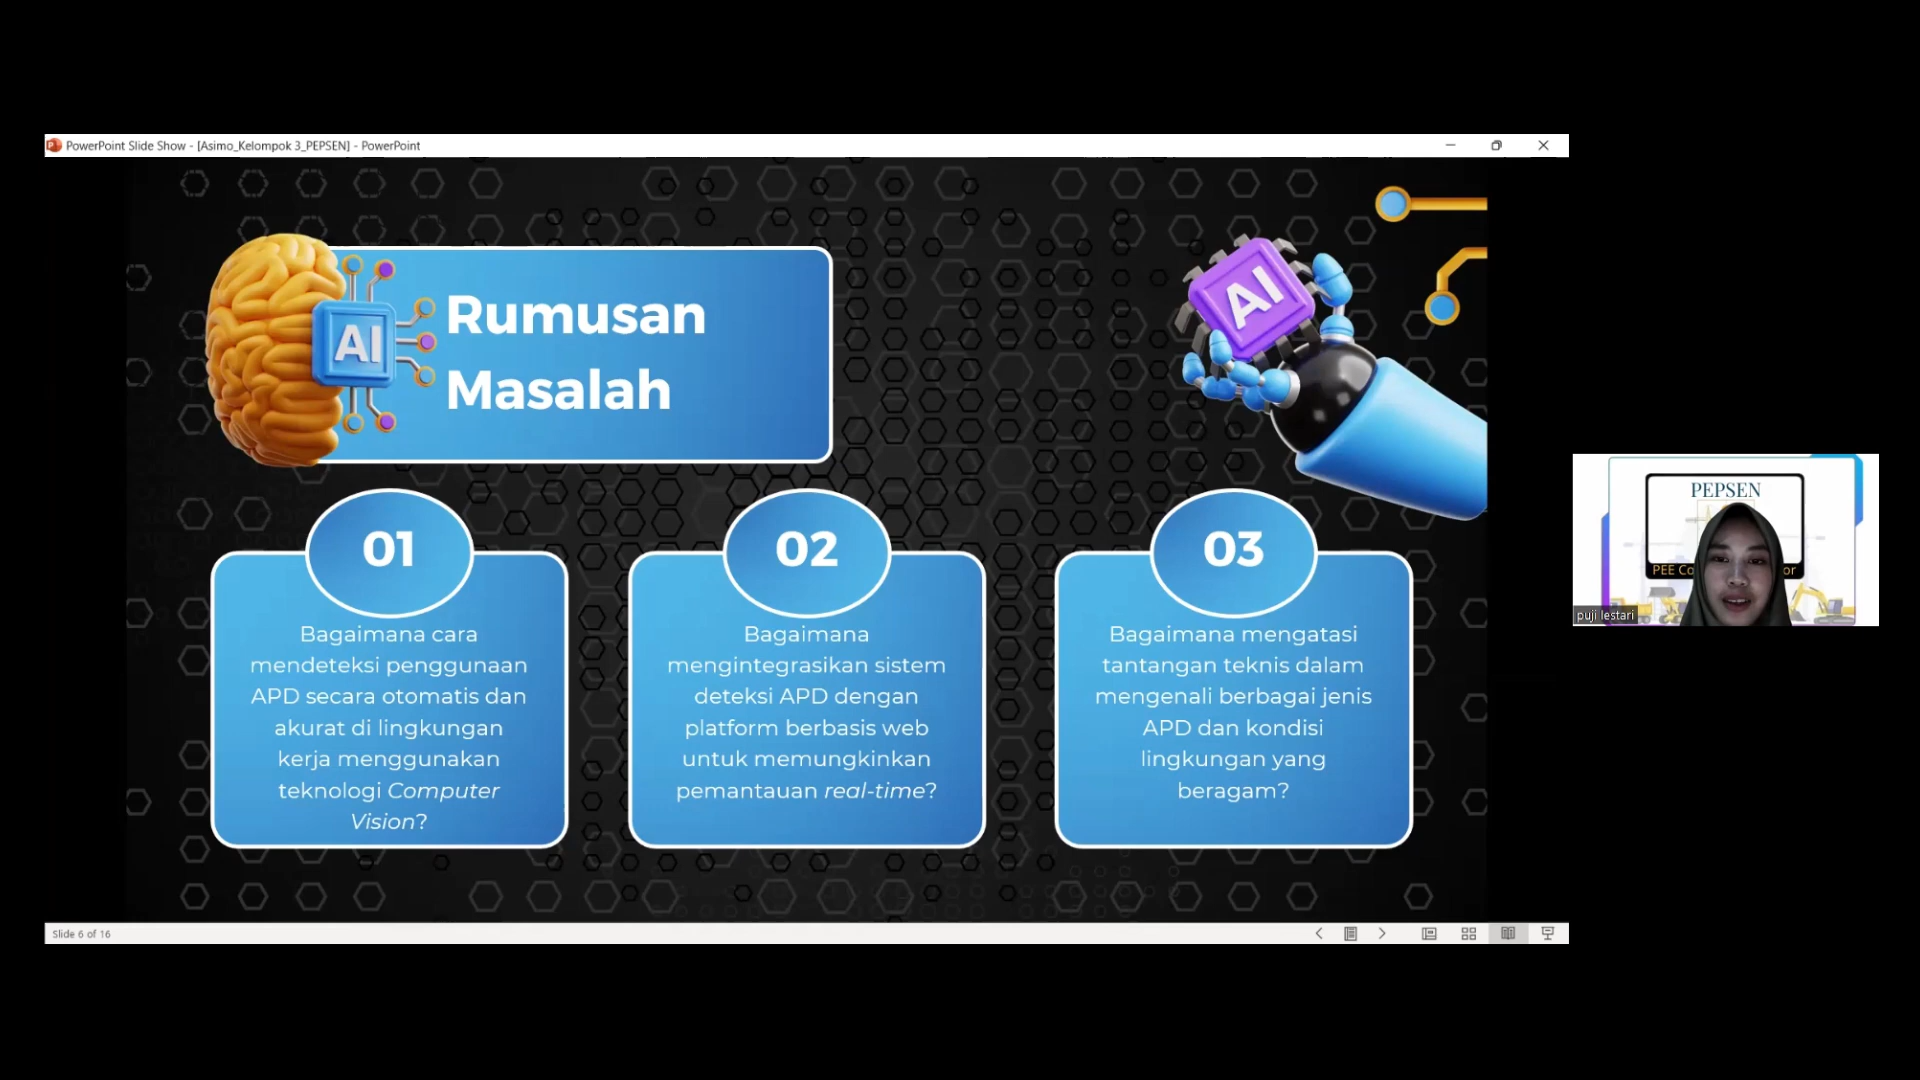 PowerPoint Slide Show - [Asimo_Kelompok 3_PEPSEN] - PowerPoint
AI
Rumusan
Masalah
AI
01
Bagaimana cara
mendeteksi penggunaan
APD secara otomatis dan
akurat di lingkungan
kerja menggunakan
teknologi Computer
Vision?
02
Bagaimana
mengintegrasikan sistem
deteksi APD dengan
platform berbasis web
untuk memungkinkan
pemantauan real-time?
03
Bagaimana mengatasi
tantangan teknis dalam
mengenali berbagai jenis
APD dan kondisi
lingkungan yang
beragam?
PEPSEN
PEE
puji lestari
Slide 6 of 16